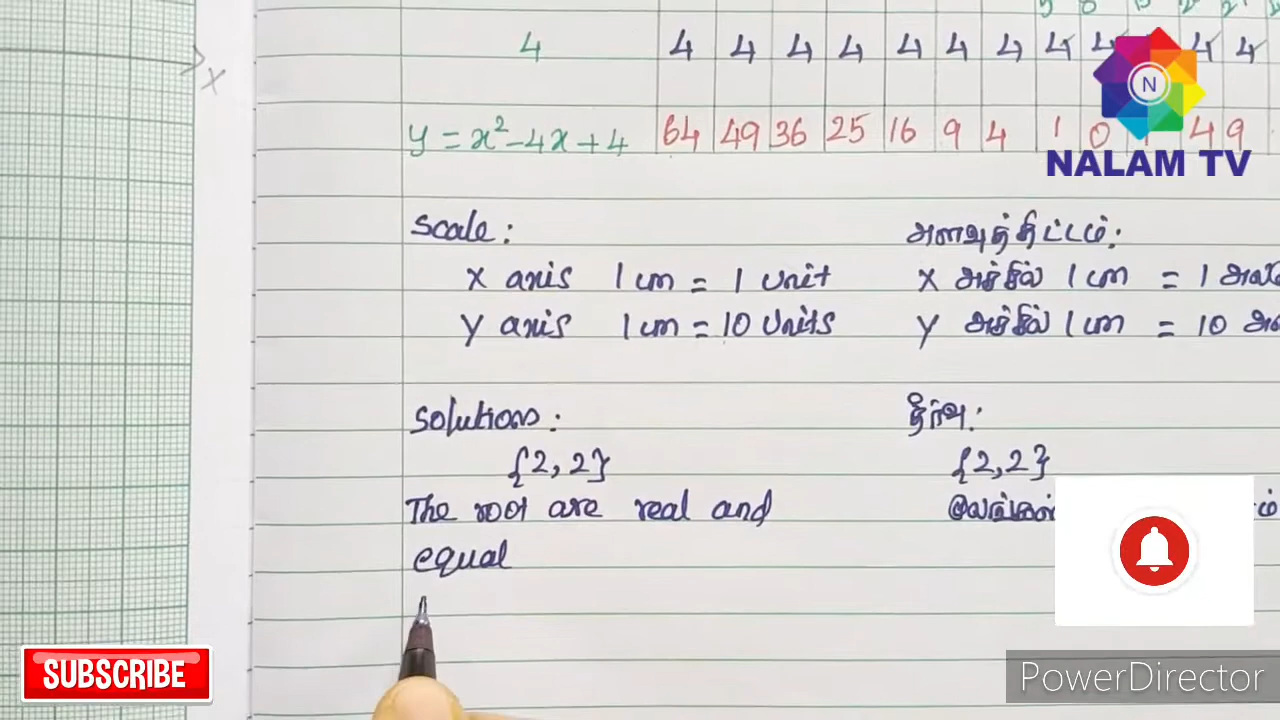 4 4 4 4 4 4 4 4 4 4 4 4
NALAM TV
y = x² - 4x + 4 64 49 36 25 16 9 4 1 0 1 4 9
Scale: அளவுத்திட்டம்:
X axis 1 cm = 1 unit X அச்சில் 1 cm = 1
Y axis 1 cm = 10 Units Y அச்சில் 1 cm = 10
Solutions: தீர்வு:
{2, 2} {2, 2}
The root are real and
equal
SUBSCRIBE
PowerDirector
X